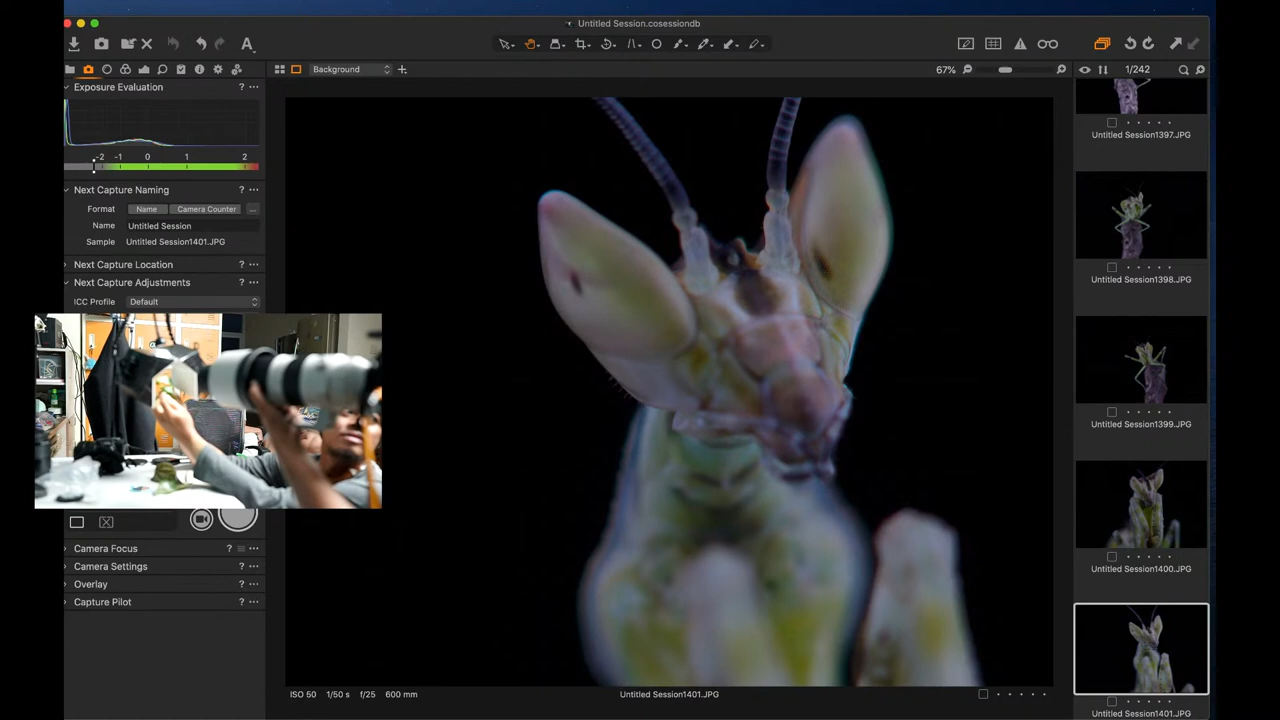 Untitled Session.cosessiondb
A
Background
67%
1/242
Exposure Evaluation ? ...
-2 -1 0 1 2
Next Capture Naming ? ...
Format Name Camera Counter ...
Name Untitled Session
Sample Untitled Session1401.JPG
Next Capture Location ? ...
Next Capture Adjustments ? ...
ICC Profile Default
Camera Focus ? ...
Camera Settings ? ...
Overlay ? ...
Capture Pilot ? ...
ISO 50 1/50 s f/25 600 mm
Untitled Session1401.JPG
Untitled Session1397.JPG
Untitled Session1398.JPG
Untitled Session1399.JPG
Untitled Session1400.JPG
Untitled Session1401.JPG